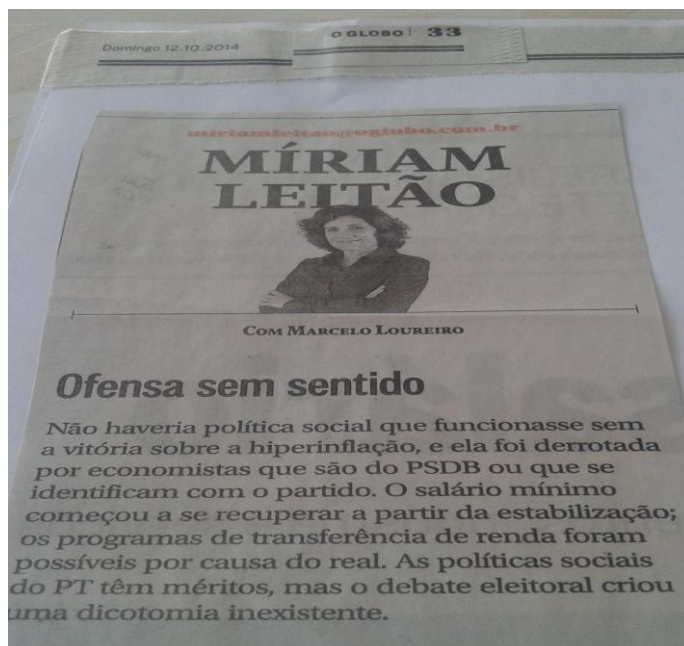 Domingo 12.10.2014
O GLOBO | 33
miriamleitao@oglobo.com.br
MÍRIAM
LEITÃO
COM MARCELO LOUREIRO
Ofensa sem sentido
Não haveria política social que funcionasse sem
a vitória sobre a hiperinflação, e ela foi derrotada
por economistas que são do PSDB ou que se
identificam com o partido. O salário mínimo
começou a se recuperar a partir da estabilização;
os programas de transferência de renda foram
possíveis por causa do real. As políticas sociais
do PT têm méritos, mas o debate eleitoral criou
uma dicotomia inexistente.